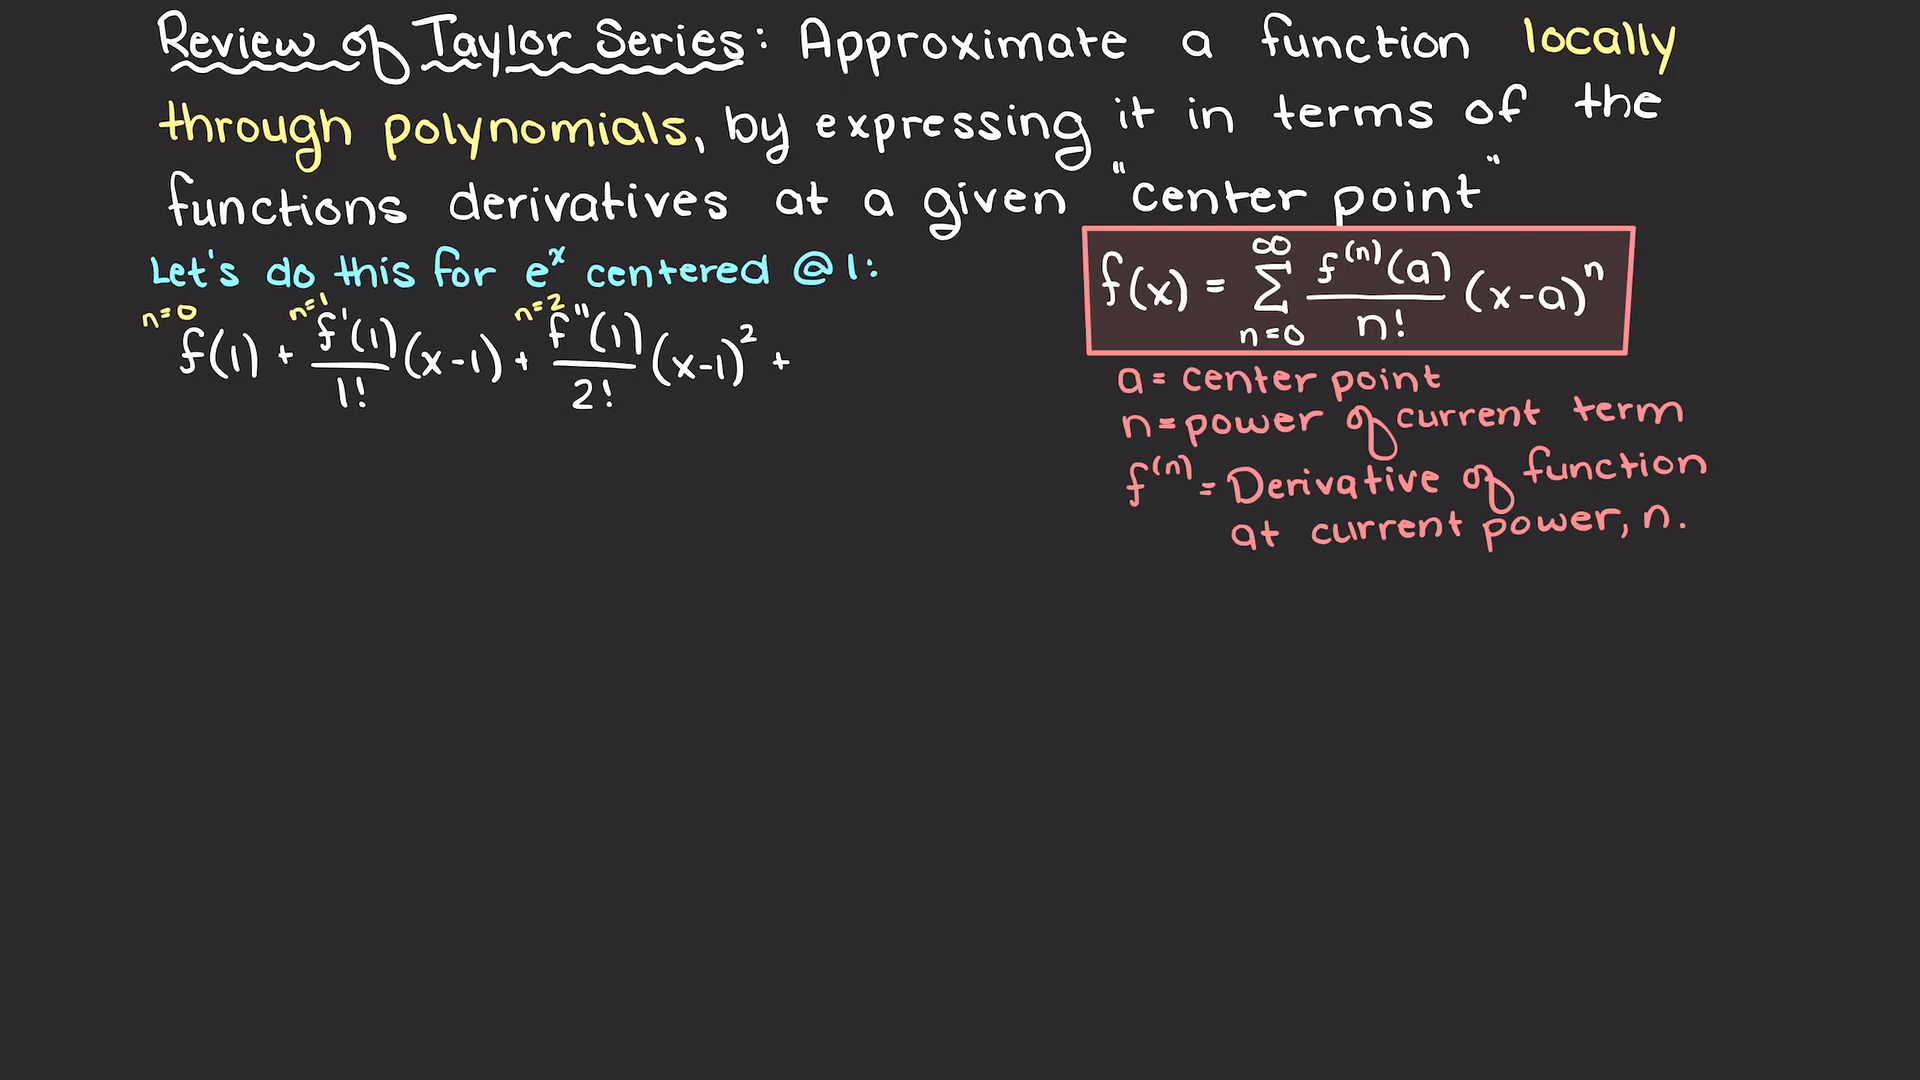 Review of Taylor Series: Approximate a function locally
through polynomials, by expressing it in terms of the
functions derivatives at a given "center point"
Let's do this for eˣ centered @ 1:
n=0 n=1 n=2
f(1) + f'(1)/1! (x-1) + f''(1)/2! (x-1)² +
f(x) = ∞ Σ n=0 f⁽ⁿ⁾(a)/n! (x-a)ⁿ
a = center point
n = power of current term
f⁽ⁿ⁾ = Derivative of function
at current power, n.